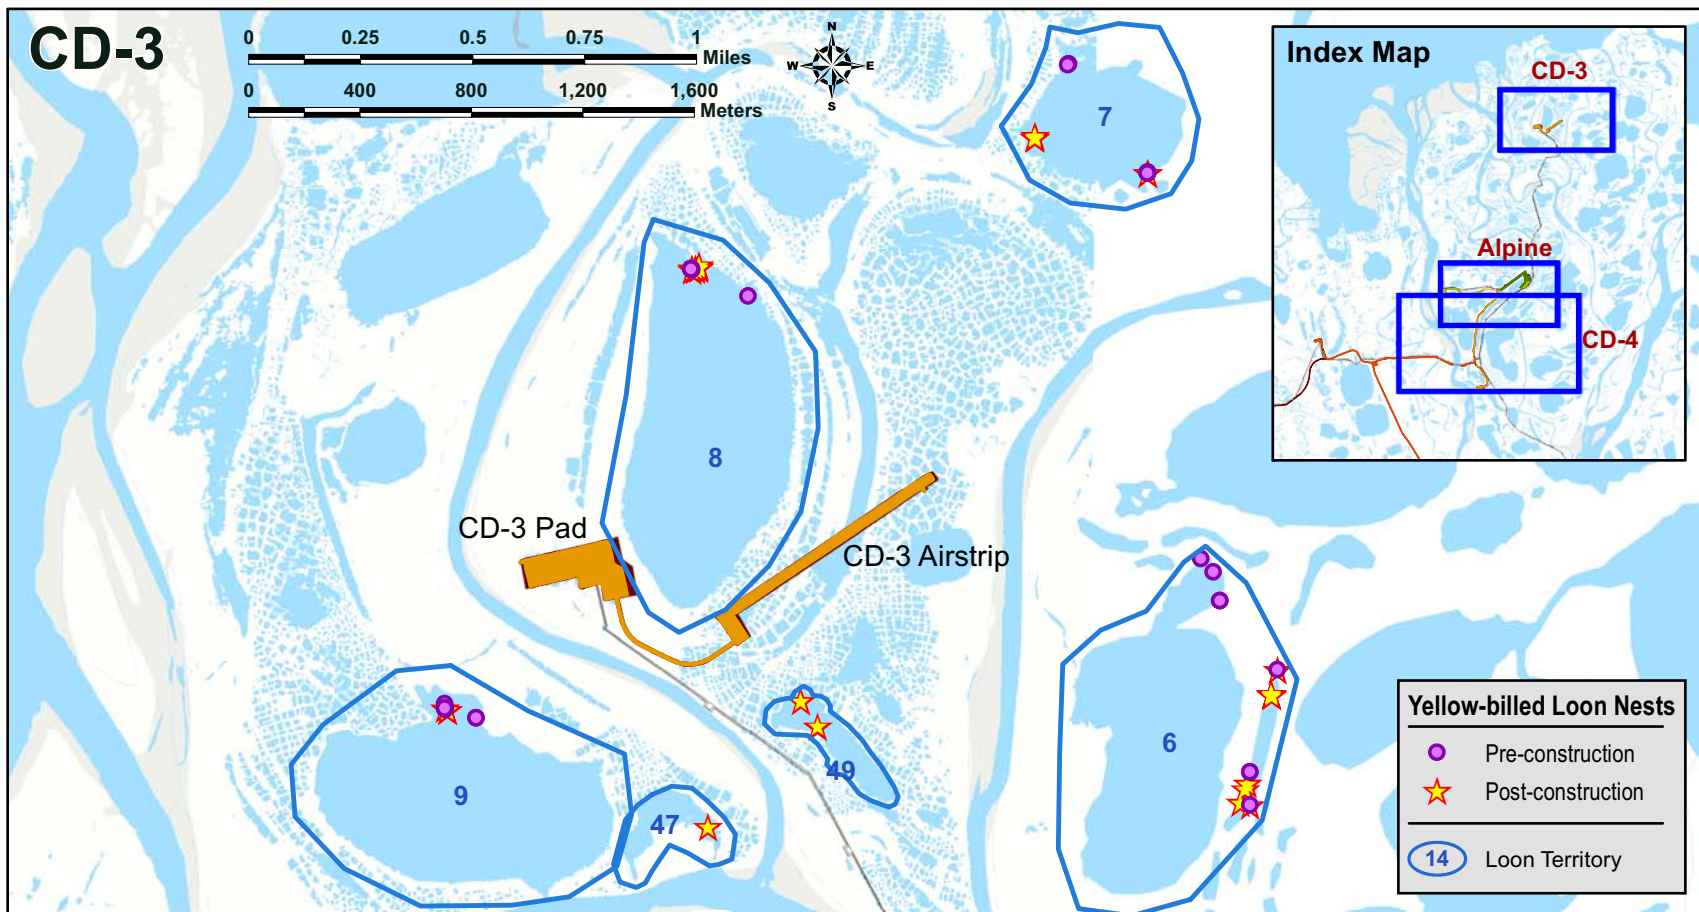 CD-3
0 0.25 0.5 0.75 1
Miles
0 400 800 1,200 1,600
Meters
N
W E
S
7
8
CD-3 Pad
CD-3 Airstrip
6
9
47
49
Index Map
CD-3
Alpine
CD-4
Yellow-billed Loon Nests
Pre-construction
Post-construction
14 Loon Territory